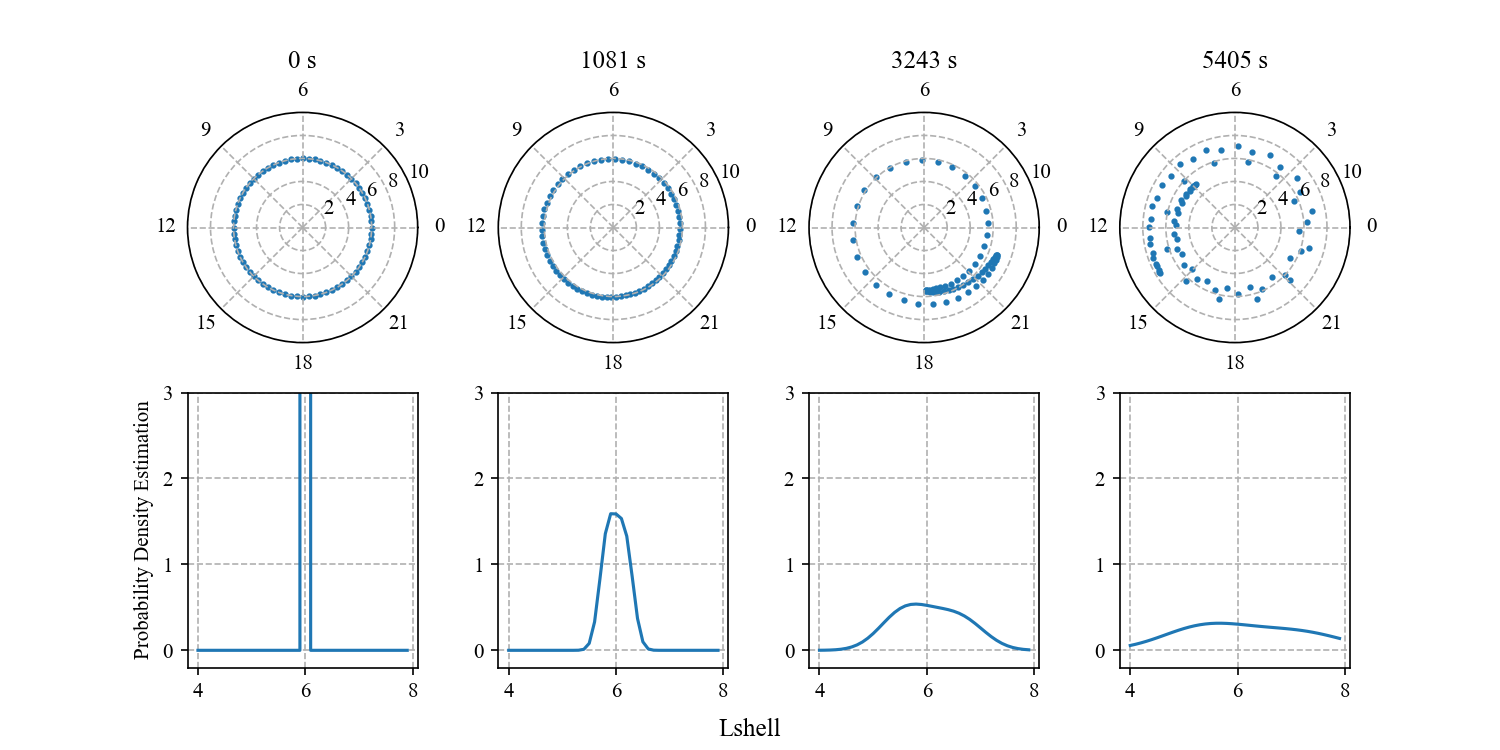 0 s 1081 s 3243 s 5405 s
6 6 6 6
9 3 9 3 9 3 9 3
10 10 10 10
8 8 8 8
6 6 6 6
4 4 4 4
2 2 2 2
12 0 12 0 12 0 12 0
15 21 15 21 15 21 15 21
18 18 18 18
Probability Density Estimation
3 3 3 3
2 2 2 2
1 1 1 1
0 0 0 0
4 6 8 4 6 8 4 6 8 4 6 8
Lshell